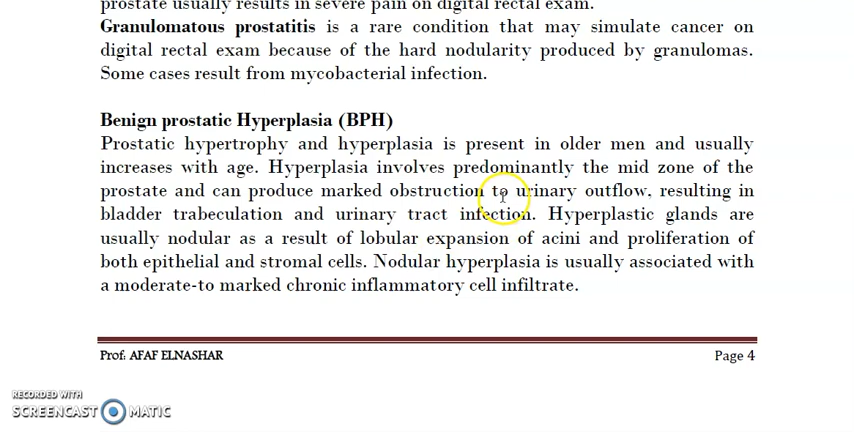 prostate usually results in severe pain on digital rectal exam.
Granulomatous prostatitis is a rare condition that may simulate cancer on
digital rectal exam because of the hard nodularity produced by granulomas.
Some cases result from mycobacterial infection.
Benign prostatic Hyperplasia (BPH)
Prostatic hypertrophy and hyperplasia is present in older men and usually
increases with age. Hyperplasia involves predominantly the mid zone of the
prostate and can produce marked obstruction to urinary outflow, resulting in
bladder trabeculation and urinary tract infection. Hyperplastic glands are
usually nodular as a result of lobular expansion of acini and proliferation of
both epithelial and stromal cells. Nodular hyperplasia is usually associated with
a moderate-to marked chronic inflammatory cell infiltrate.
Prof: AFAF ELNASHAR Page 4
RECORDED WITH
SCREENCAST MATIC